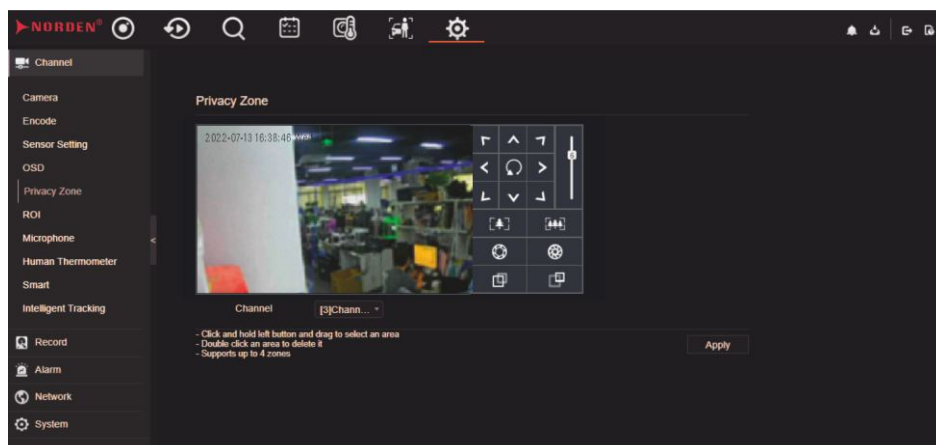 NORDEN®
Channel
Camera
Encode
Sensor Setting
OSD
Privacy Zone
ROI
Microphone
Human Thermometer
Smart
Intelligent Tracking
Record
Alarm
Network
System
Privacy Zone
2022-07-13 16:38:46 Wed
6
Channel
[3]Chann...
- Click and hold left button and drag to select an area
- Double click an area to delete it
- Supports up to 4 zones
Apply